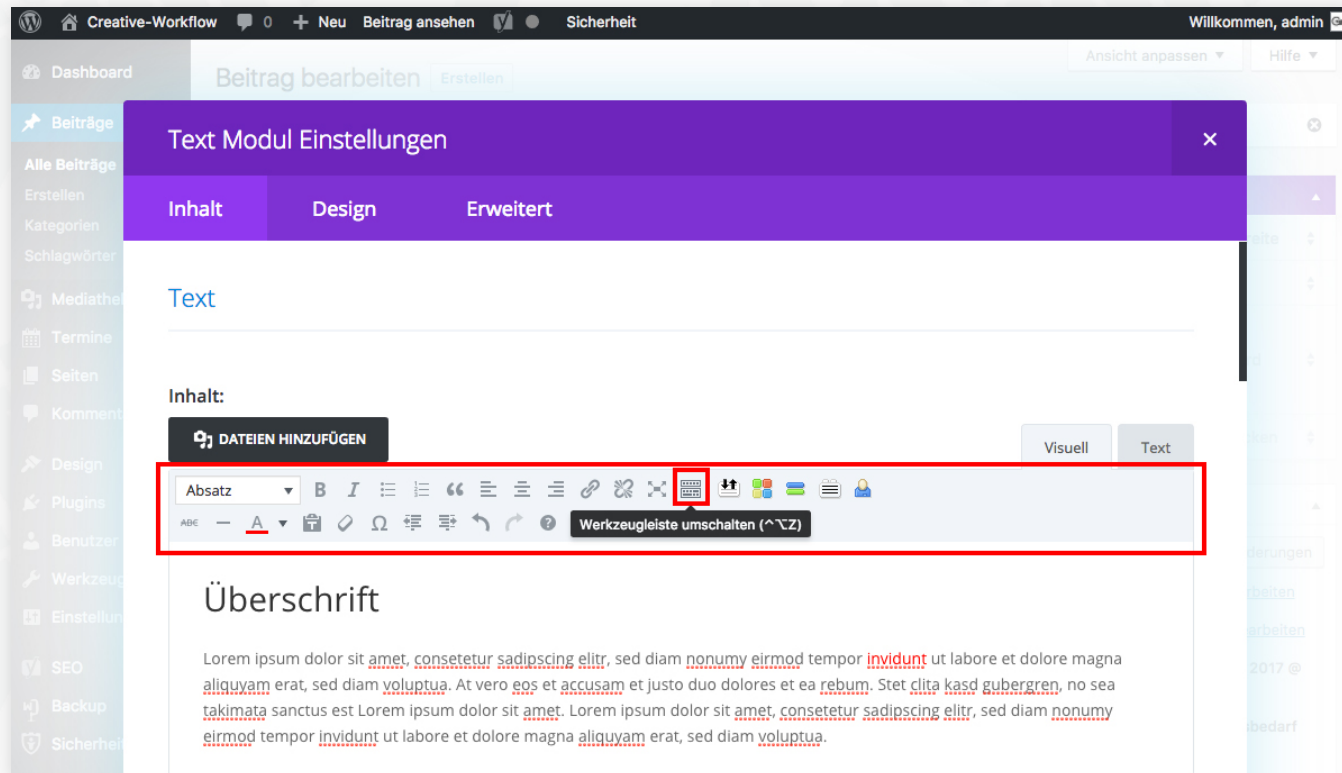 Creative-Workflow 0 + Neu Beitrag ansehen Sicherheit Willkommen, admin
Dashboard
Beitrag bearbeiten Erstellen
Ansicht anpassen ▼ Hilfe ▼
Beiträge
Alle Beiträge
Erstellen
Kategorien
Schlagwörter
Termine
Seiten
Design
Plugins
Benutzer
SEO
Backup
Text Modul Einstellungen ×
Inhalt Design Erweitert
Text
Inhalt:
DATEIEN HINZUFÜGEN
Visuell Text
Absatz ▼ B I
ABC A ▼ Ω ?
Werkzeugleiste umschalten (^⌥Z)
Überschrift
Lorem ipsum dolor sit amet, consetetur sadipscing elitr, sed diam nonumy eirmod tempor invidunt ut labore et dolore magna
aliquyam erat, sed diam voluptua. At vero eos et accusam et justo duo dolores et ea rebum. Stet clita kasd gubergren, no sea
takimata sanctus est Lorem ipsum dolor sit amet. Lorem ipsum dolor sit amet, consetetur sadipscing elitr, sed diam nonumy
eirmod tempor invidunt ut labore et dolore magna aliquyam erat, sed diam voluptua.
2017 @